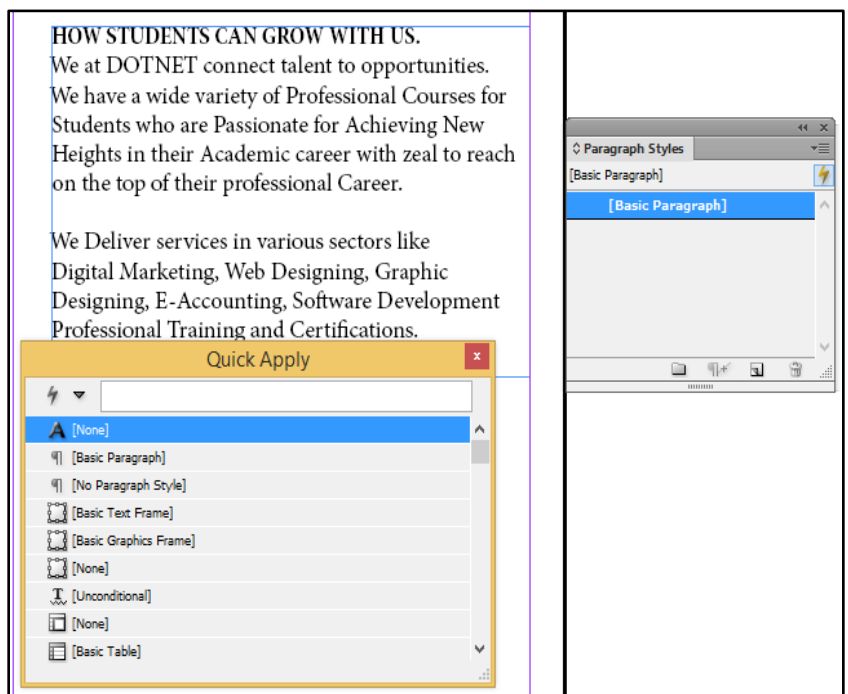 HOW STUDENTS CAN GROW WITH US.
We at DOTNET connect talent to opportunities.
We have a wide variety of Professional Courses for
Students who are Passionate for Achieving New
Heights in their Academic career with zeal to reach
on the top of their professional Career.
We Deliver services in various sectors like
Digital Marketing, Web Designing, Graphic
Designing, E-Accounting, Software Development
Professional Training and Certifications.
Quick Apply
[None]
[Basic Paragraph]
[No Paragraph Style]
[Basic Text Frame]
[Basic Graphics Frame]
[None]
[Unconditional]
[None]
[Basic Table]
Paragraph Styles
[Basic Paragraph]
[Basic Paragraph]